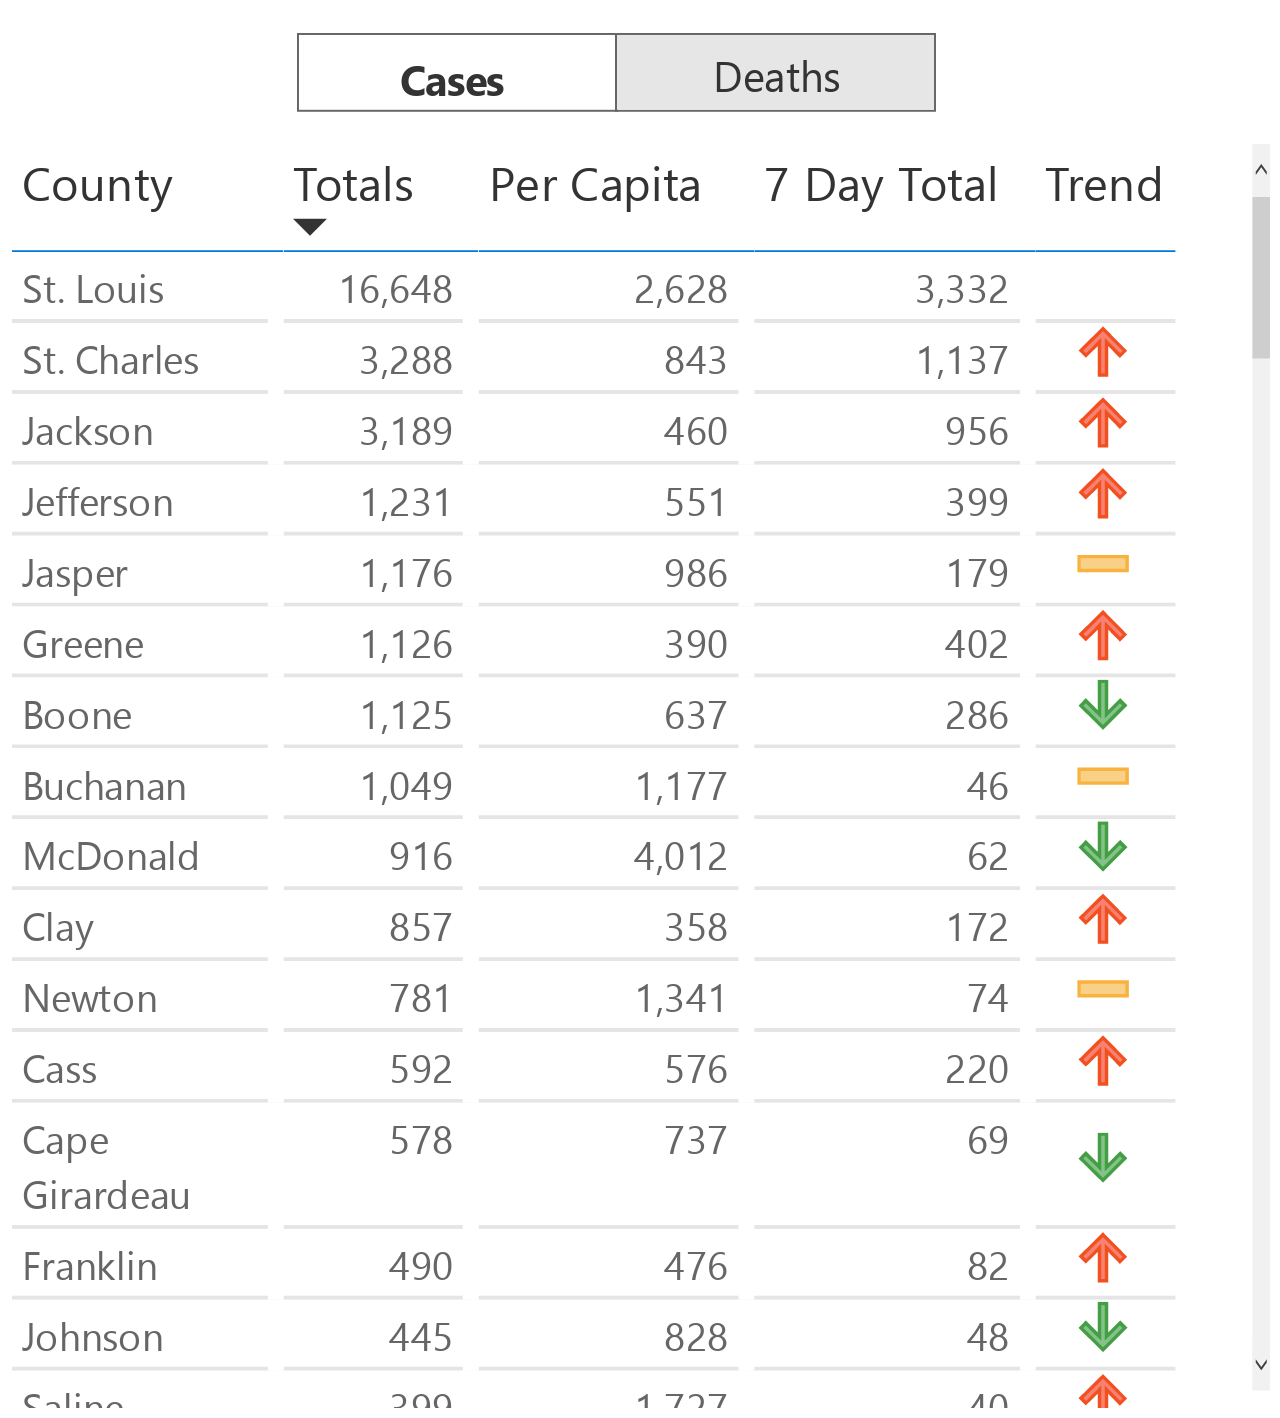 Cases Deaths
County Totals Per Capita 7 Day Total Trend
St. Louis 16,648 2,628 3,332
St. Charles 3,288 843 1,137
Jackson 3,189 460 956
Jefferson 1,231 551 399
Jasper 1,176 986 179
Greene 1,126 390 402
Boone 1,125 637 286
Buchanan 1,049 1,177 46
McDonald 916 4,012 62
Clay 857 358 172
Newton 781 1,341 74
Cass 592 576 220
Cape 578 737 69
Girardeau
Franklin 490 476 82
Johnson 445 828 48
Saline 399 1,727 40